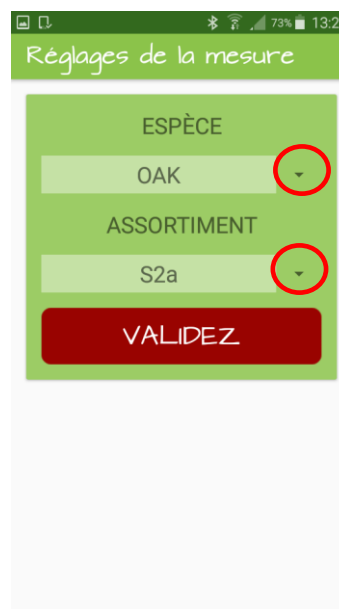 73% 13:2
Réglages de la mesure
ESPÈCE
OAK
ASSORTIMENT
S2a
VALIDEZ